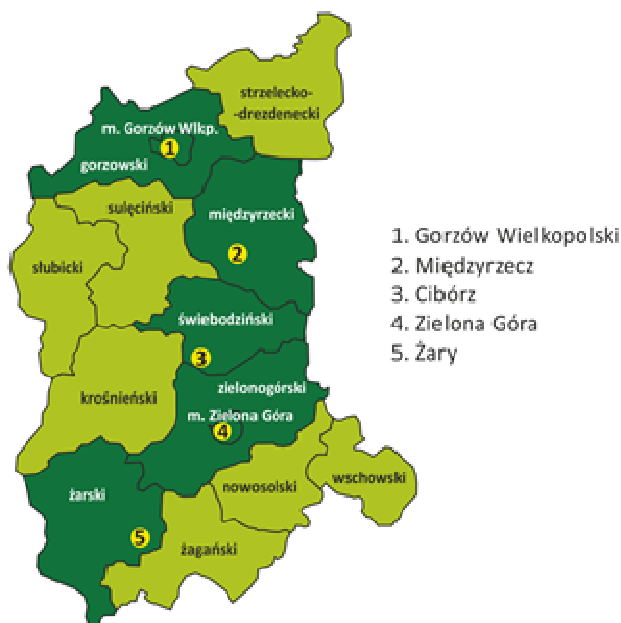 strzelecko-
-drezdenecki
m. Gorzów Wlkp.
1
gorzowski
sulęciński
międzyrzecki
2
słubicki
świebodziński
3
krośnieński
zielonogórski
m. Zielona Góra
4
nowosolski
wschowski
żarski
5
żagański
1. Gorzów Wielkopolski
2. Międzyrzecz
3. Cibórz
4. Zielona Góra
5. Żary